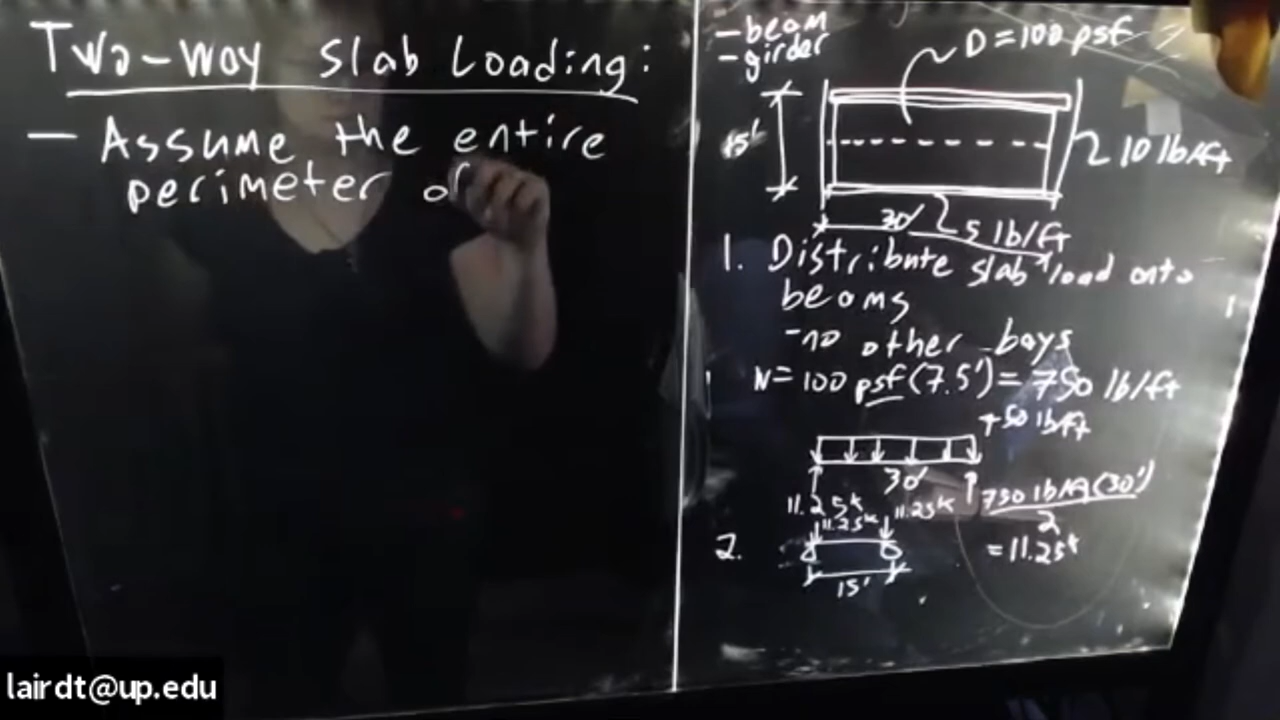 Two-way Slab Loading:
- Assume the entire
perimeter of
- beam
- girder
D = 100 psf
15'
10 lb/ft
30'
5 lb/ft
1. Distribute slab load onto
beams
- no other bays
W = 100 psf (7.5') = 750 lb/ft
+ 50 lb/ft
30'
11.25k
11.25k
11.25k
750 lb/ft (30')
2
= 11.25k
2.
15'
lairdt@up.edu